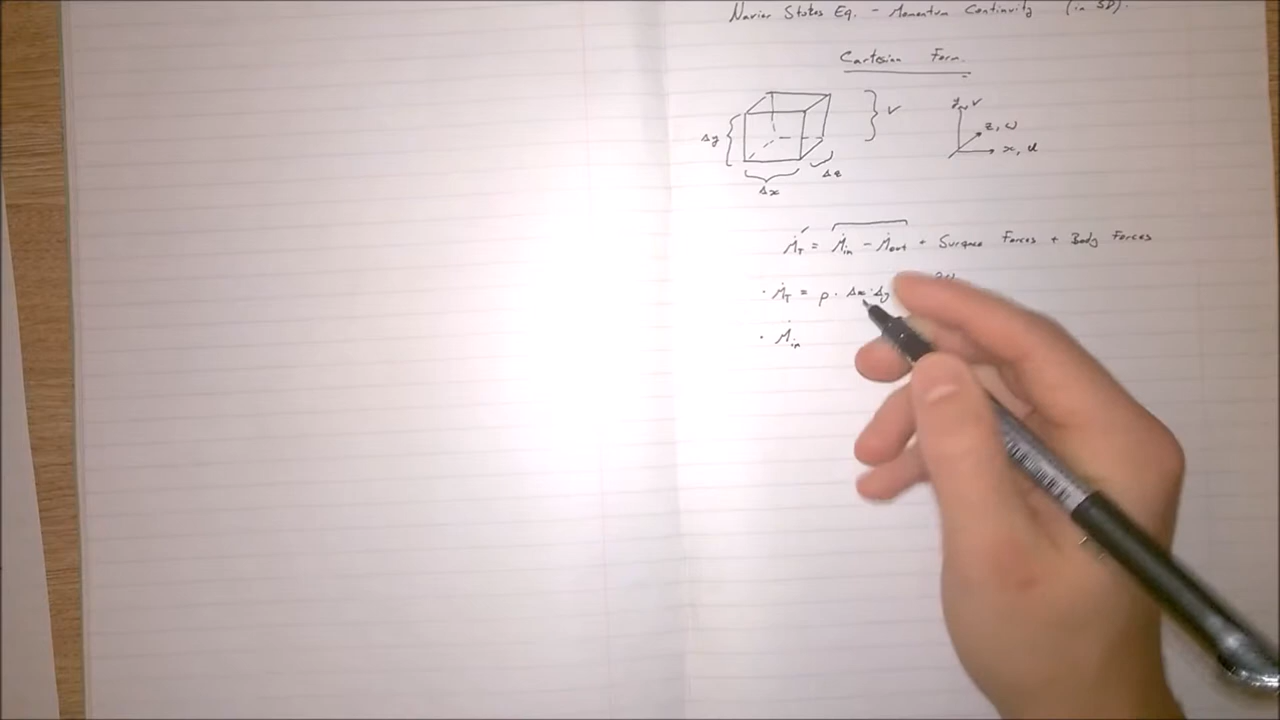 Navier Stokes Eq. - Momentum Continuity (in 3D).
Cartesian Form.
Δy
V
Δz
Δx
y, v
z, ω
x, u
Ṁ_T = Ṁ_in - Ṁ_out + Surface Forces + Body Forces
· Ṁ_T = ρ · Δx · Δy
· Ṁ_in